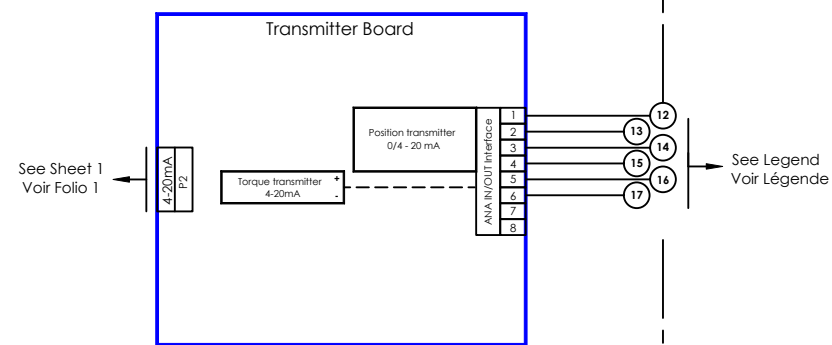 Transmitter Board
Position transmitter
0/4 - 20 mA
ANA IN/OUT Interface
1
2
3
4
5
6
7
8
12
13
14
15
16
17
See Legend
Voir Légende
See Sheet 1
Voir Folio 1
4-20mA
P2
Torque transmitter
4-20mA
+
-